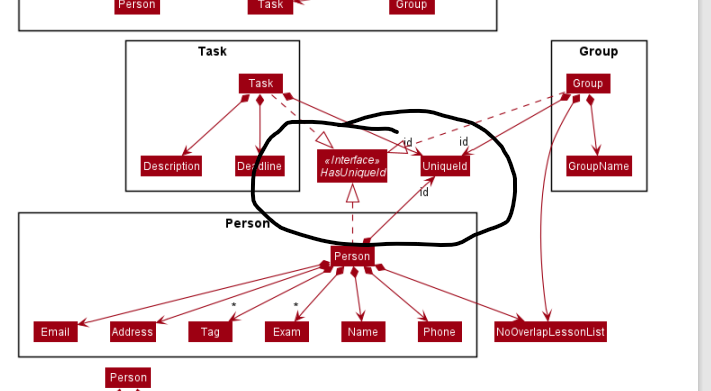 Person Task Group
Task Group
Task Group
id id
Description Deadline «Interface» HasUniqueId UniqueId GroupName
id
Person
Person
* *
Email Address Tag Exam Name Phone NoOverlapLessonList
Person